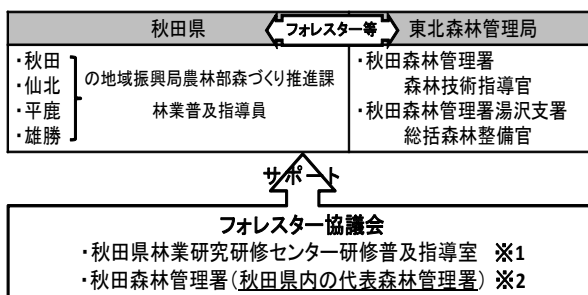 秋田県 フォレスター等 東北森林管理局
・秋田
・仙北
・平鹿
・雄勝
の地域振興局農林部森づくり推進課
林業普及指導員
・秋田森林管理署
森林技術指導官
・秋田森林管理署湯沢支署
総括森林整備官
サポート
フォレスター協議会
・秋田県林業研究研修センター研修普及指導室 ※1
・秋田森林管理署(秋田県内の代表森林管理署) ※2